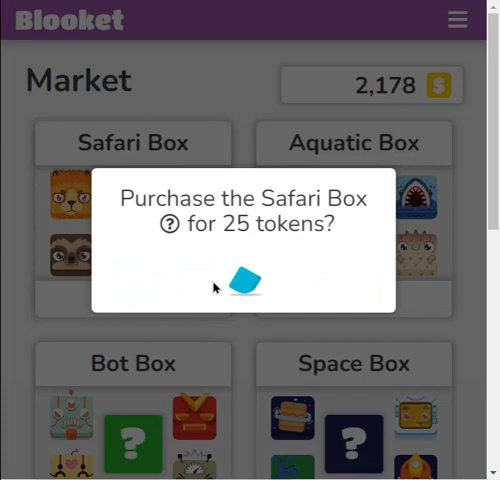 Blooket
Market
2,178 $
Safari Box
Aquatic Box
Purchase the Safari Box
? for 25 tokens?
Bot Box
Space Box
?
?